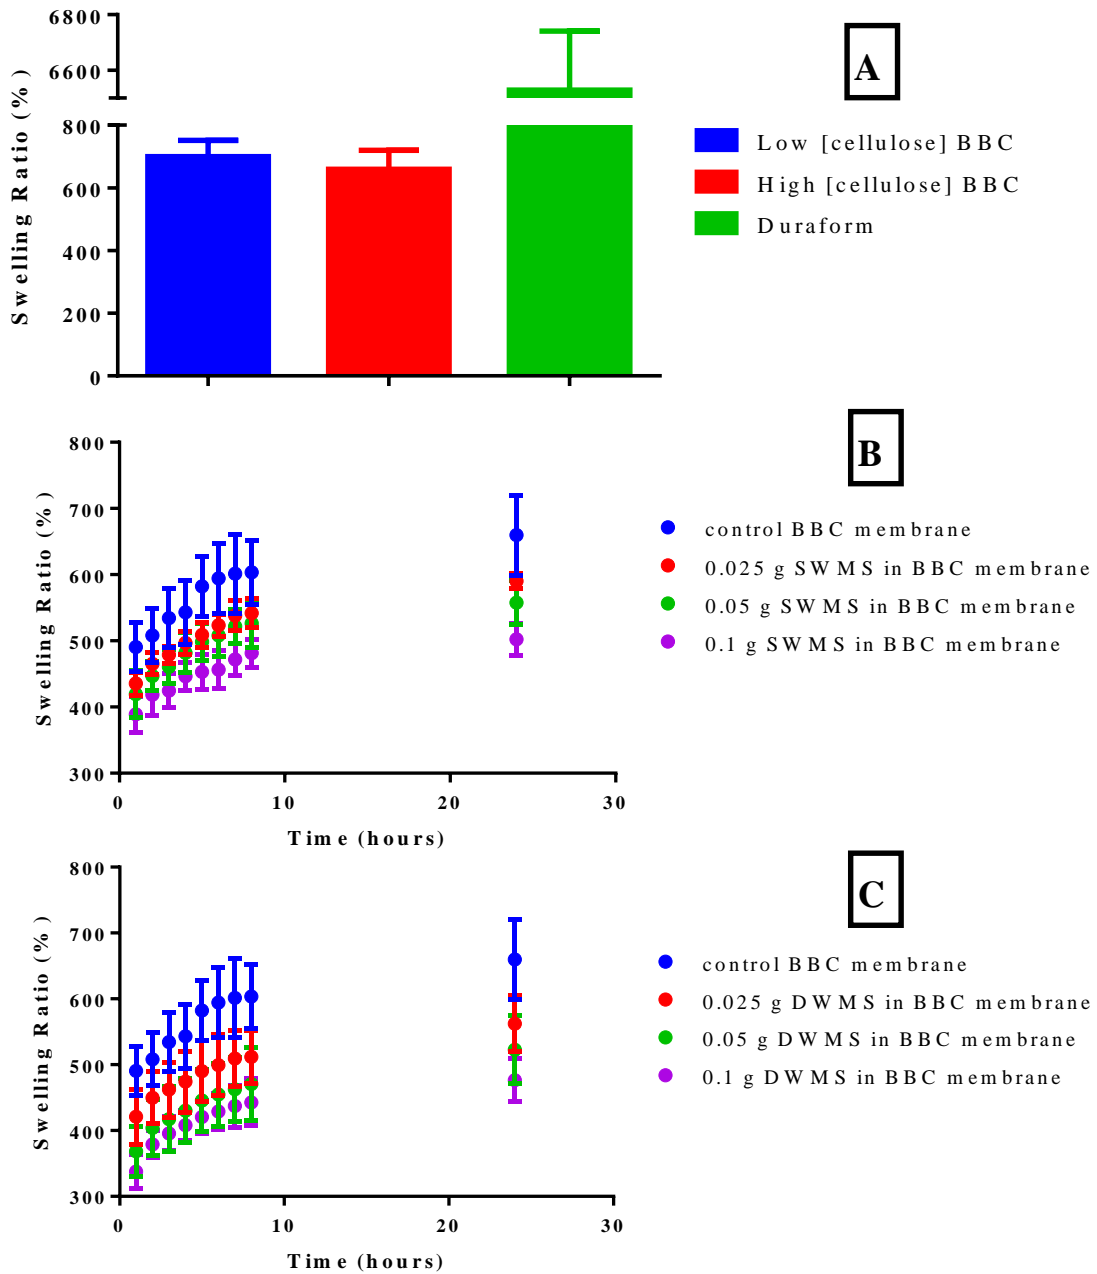 A
Swelling Ratio (%)
6800
6600
800
600
400
200
0
Low [cellulose] BBC
High [cellulose] BBC
Duraform
B
Swelling Ratio (%)
800
700
600
500
400
300
0 10 20 30
Time (hours)
control BBC membrane
0.025 g SWMS in BBC membrane
0.05 g SWMS in BBC membrane
0.1 g SWMS in BBC membrane
C
Swelling Ratio (%)
800
700
600
500
400
300
0 10 20 30
Time (hours)
control BBC membrane
0.025 g DWMS in BBC membrane
0.05 g DWMS in BBC membrane
0.1 g DWMS in BBC membrane